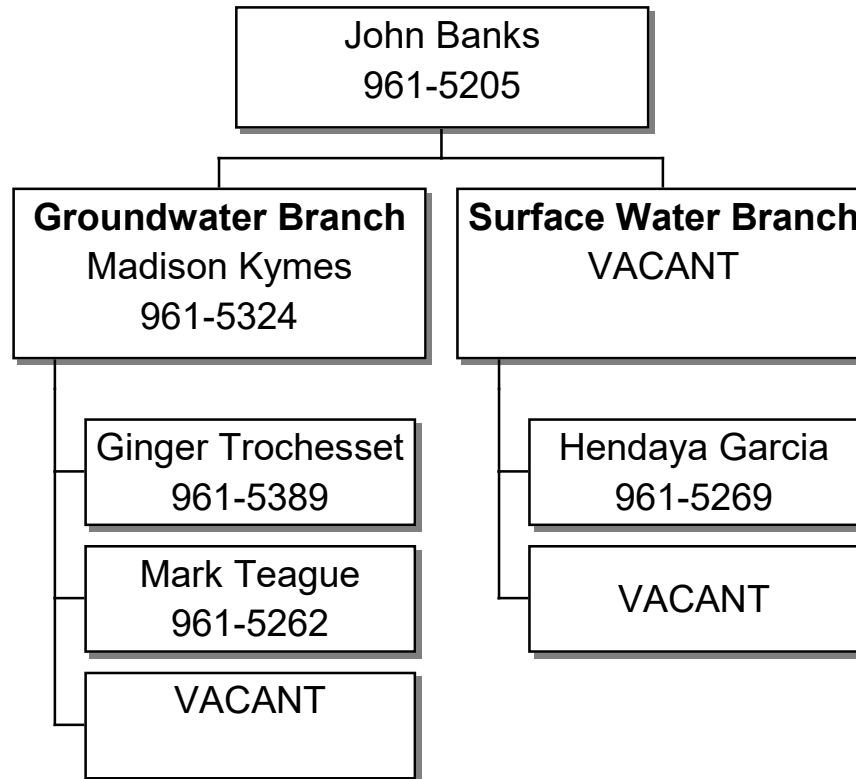 John Banks
961-5205
Groundwater Branch
Madison Kymes
961-5324
Surface Water Branch
VACANT
Ginger Trochesset
961-5389
Mark Teague
961-5262
VACANT
Hendaya Garcia
961-5269
VACANT